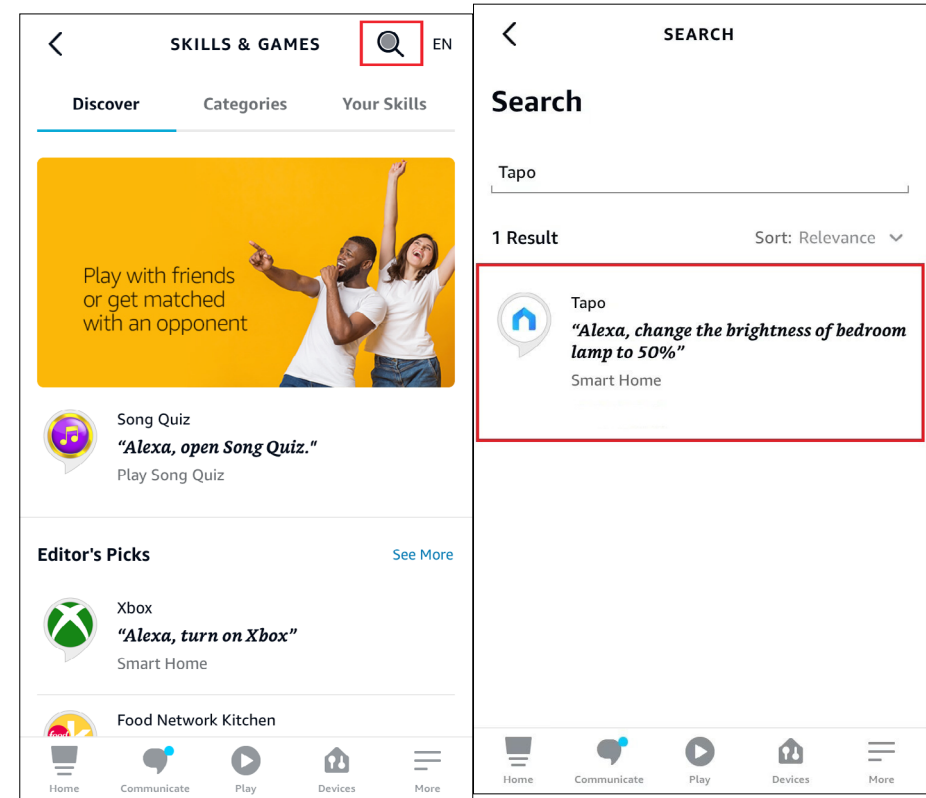 SKILLS & GAMES
EN
Discover
Categories
Your Skills
Play with friends
or get matched
with an opponent
Song Quiz
“Alexa, open Song Quiz."
Play Song Quiz
Editor's Picks
See More
Xbox
“Alexa, turn on Xbox”
Smart Home
food
Food Network Kitchen
Home
Communicate
Play
Devices
More
SEARCH
Search
Tapo
1 Result
Sort: Relevance
Tapo
“Alexa, change the brightness of bedroom
lamp to 50%”
Smart Home
Home
Communicate
Play
Devices
More